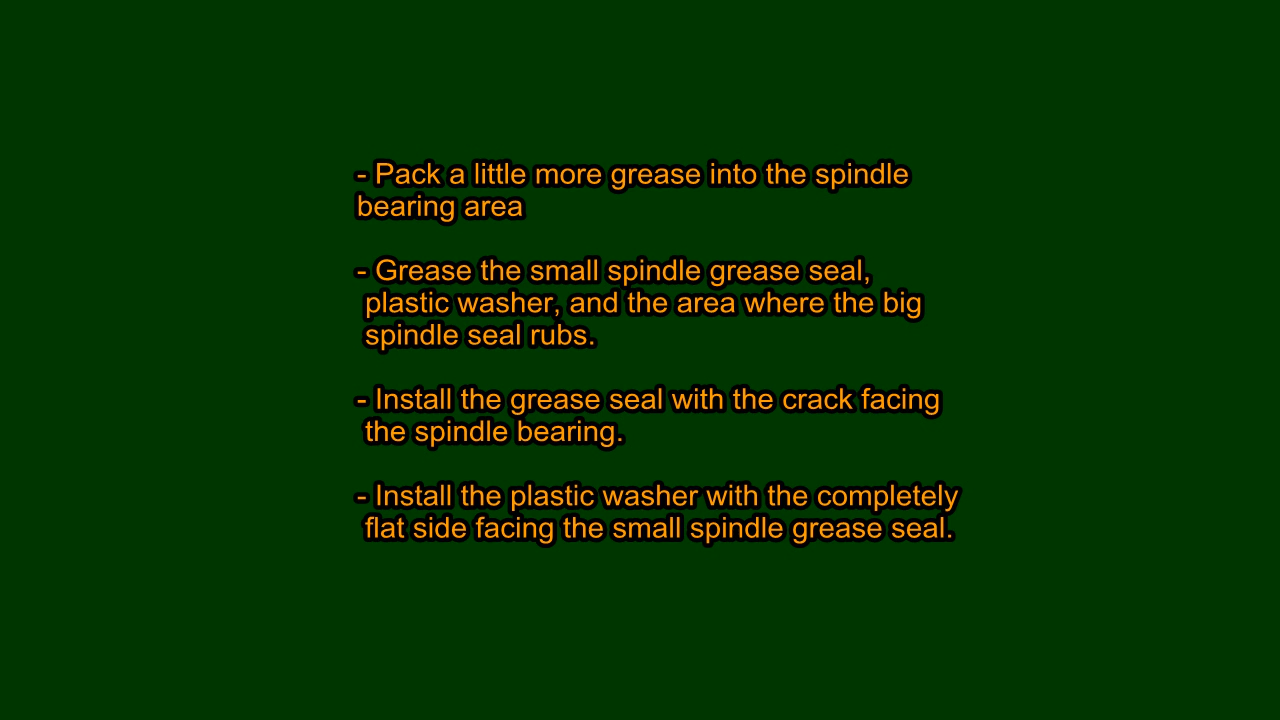 - Pack a little more grease into the spindle
bearing area
- Grease the small spindle grease seal,
plastic washer, and the area where the big
spindle seal rubs.
- Install the grease seal with the crack facing
the spindle bearing.
- Install the plastic washer with the completely
flat side facing the small spindle grease seal.